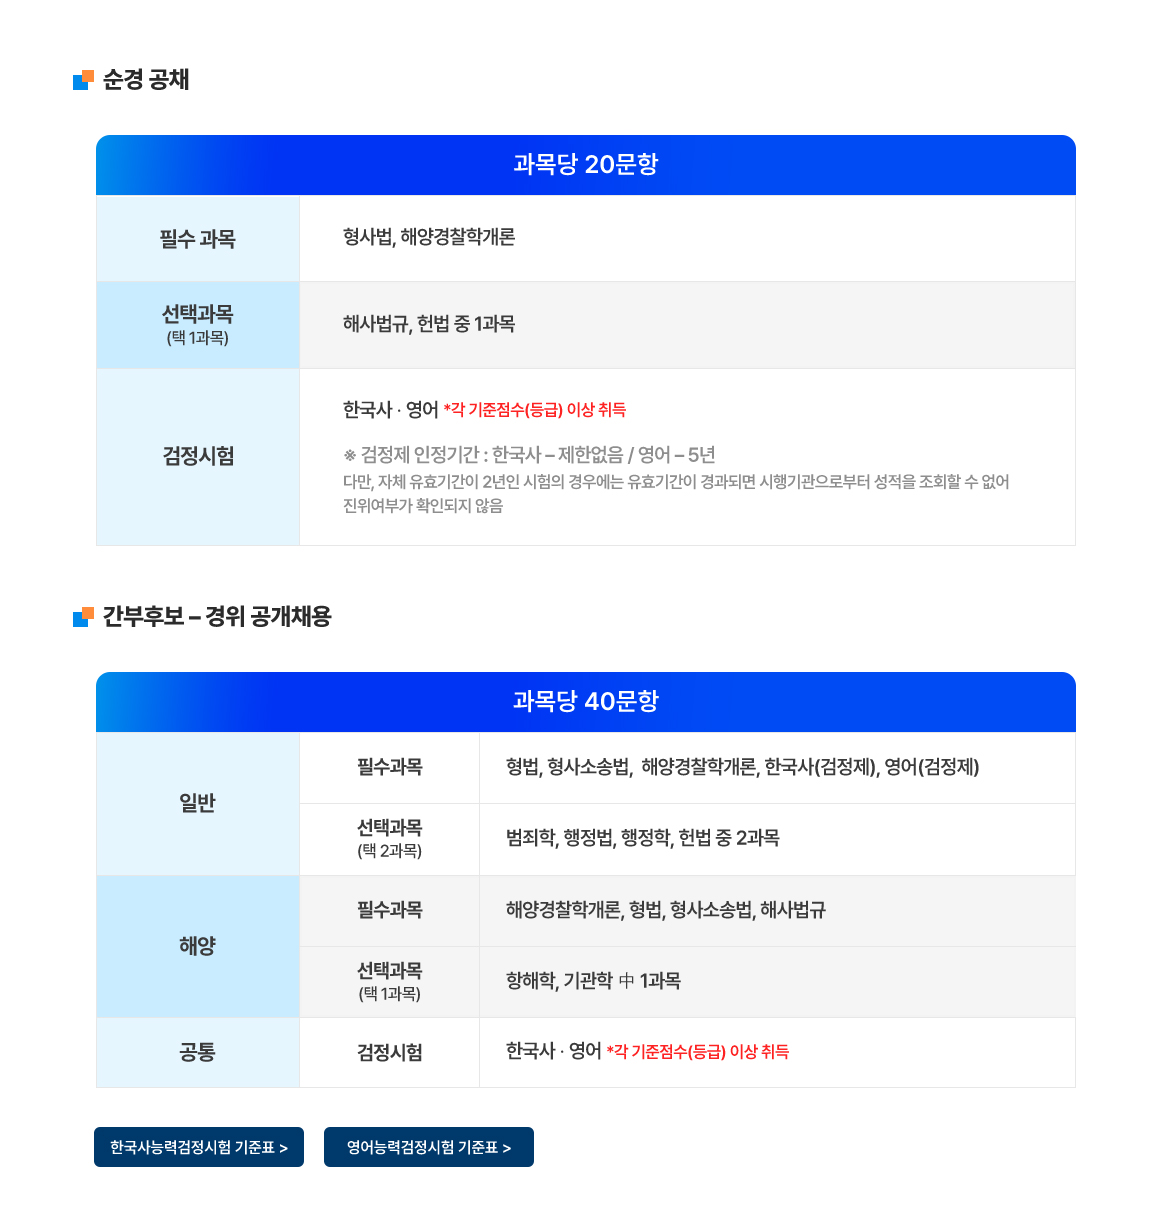 순경 공채
과목당 20문항
필수 과목
형사법, 해양경찰학개론
선택과목
(택 1과목)
해사법규, 헌법 중 1과목
검정시험
한국사 · 영어 *각 기준점수(등급) 이상 취득
※ 검정제 인정기간 : 한국사 – 제한없음 / 영어 – 5년
다만, 자체 유효기간이 2년인 시험의 경우에는 유효기간이 경과되면 시행기관으로부터 성적을 조회할 수 없어
진위여부가 확인되지 않음
간부후보 – 경위 공개채용
과목당 40문항
일반
필수과목
형법, 형사소송법, 해양경찰학개론, 한국사(검정제), 영어(검정제)
선택과목
(택 2과목)
범죄학, 행정법, 행정학, 헌법 중 2과목
해양
필수과목
해양경찰학개론, 형법, 형사소송법, 해사법규
선택과목
(택 1과목)
항해학, 기관학 中 1과목
공통
검정시험
한국사 · 영어 *각 기준점수(등급) 이상 취득
한국사능력검정시험 기준표 >
영어능력검정시험 기준표 >